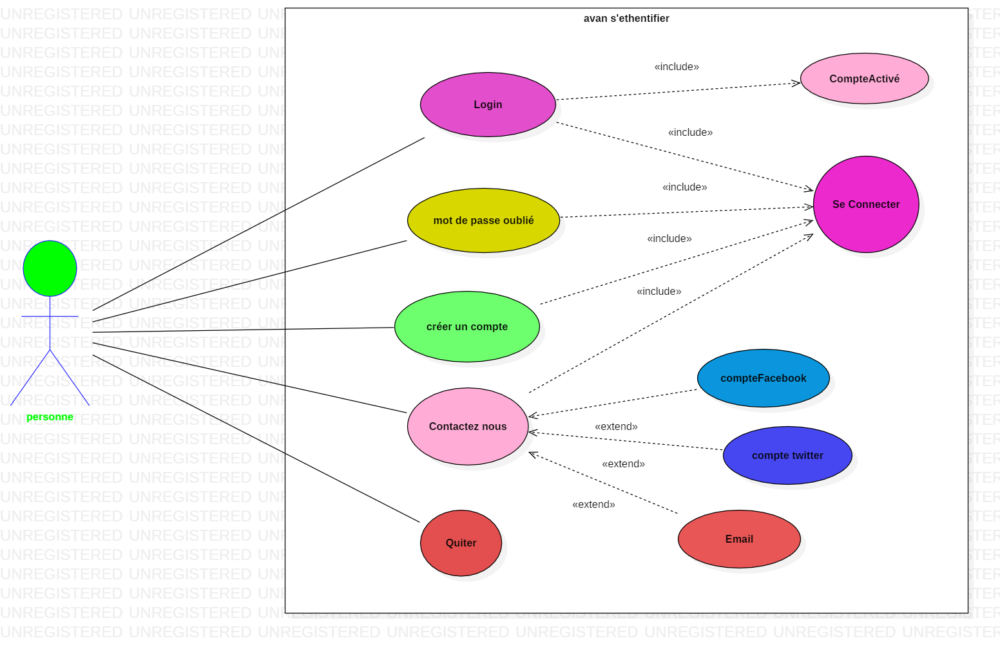 avan s'ethentifier
«include»
CompteActivé
Login
«include»
«include»
Se Connecter
mot de passe oublié
«include»
«include»
créer un compte
compteFacebook
personne
Contactez nous
«extend»
compte twitter
«extend»
«extend»
Quiter
Email
UNREGISTERED UNREGISTERED UNREGISTERED UNREGISTERED UNREGISTERED UNREGISTERED UNREGISTERED UNREGISTERED